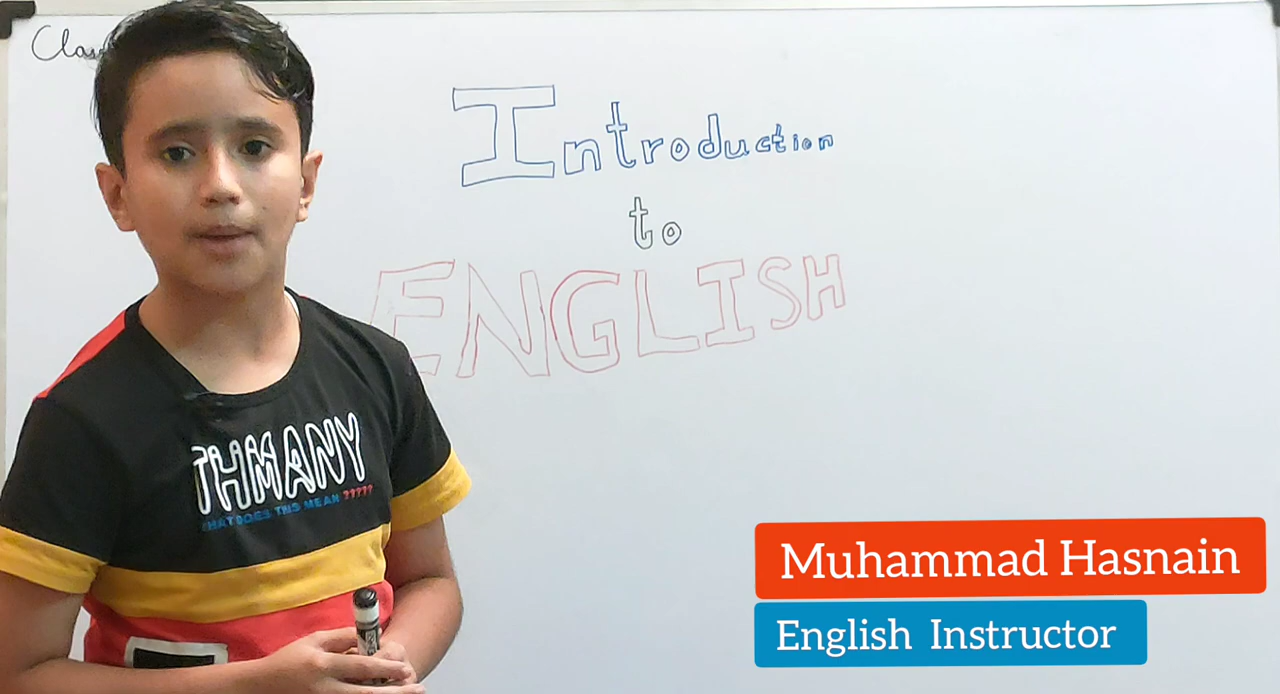 Introduction
to
ENGLISH
THMANY
?????
Muhammad Hasnain
English Instructor